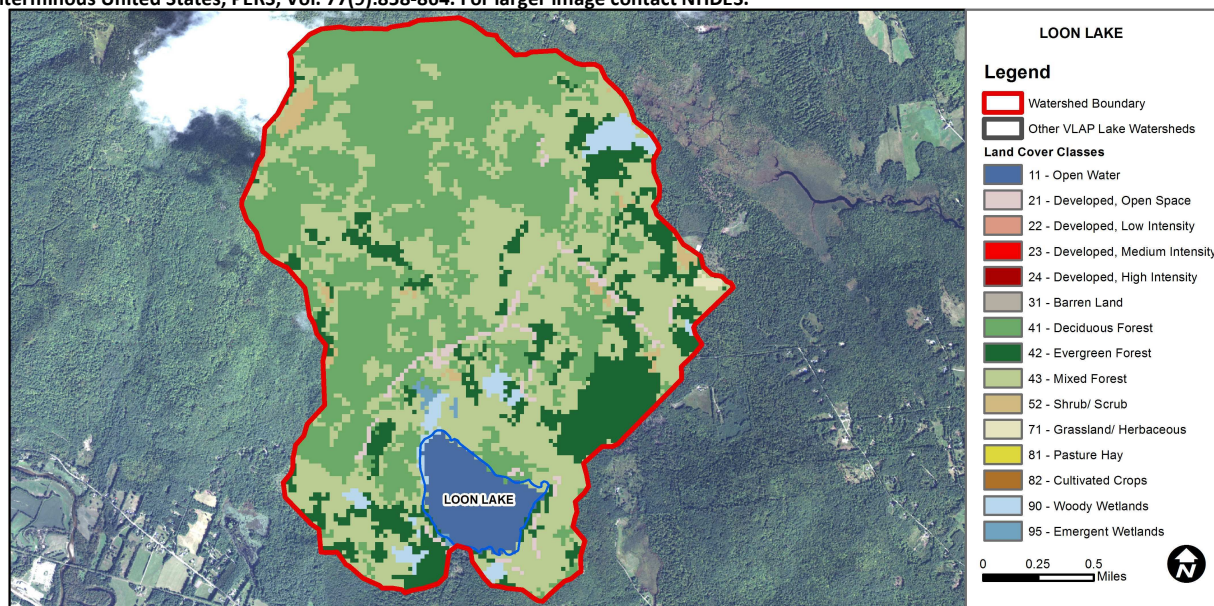 terminous United States, PERS, Vol. 77(9):858-864. For larger image contact NHDES.
LOON LAKE
Legend
Watershed Boundary
Other VLAP Lake Watersheds
Land Cover Classes
11 - Open Water
21 - Developed, Open Space
22 - Developed, Low Intensity
23 - Developed, Medium Intensity
24 - Developed, High Intensity
31 - Barren Land
41 - Deciduous Forest
42 - Evergreen Forest
43 - Mixed Forest
52 - Shrub/ Scrub
71 - Grassland/ Herbaceous
81 - Pasture Hay
82 - Cultivated Crops
90 - Woody Wetlands
95 - Emergent Wetlands
0 0.25 0.5
Miles
N
LOON LAKE